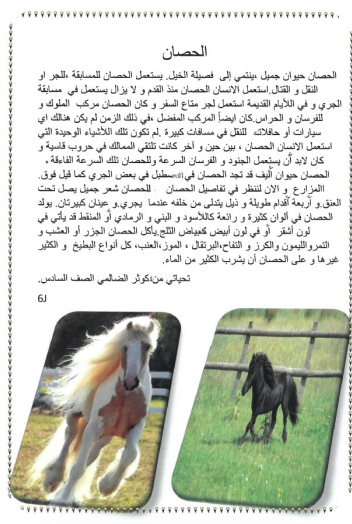 الحصان
الحصان حيوان جميل ،ينتمي إلى فصيلة الخيل. يستعمل الحصان للمسابقة ،للجر او
النقل و القتال.استعمل الانسان الحصان منذ القدم و لا يزال يستعمل في مسابقة
الجري و في اللأيام القديمة استعمل لجر متاع السفر و كان الحصان مركب الملوك و
للفرسان و الحراس.كان ايضاً المركب المفضل ،في ذلك الزمن لم يكن هنالك اي
سيارات أو حافلاتٍ للنقل في مسافات كبيرة .لم تكون تلك اللأشياء الوحيدة التي
استعمل الانسان الحصان ، بين حين و آخر كانت تلتقي الممالك في حروب قاسية و
كان لابد أن يستعمل الجنود و الفرسان السرعة وللحصان تلك السرعة الفاءقة .
الحصان حيوان أليف قد تجد الحصان في سطبل في بعض الجري كما قيل فوق.
المزارع و الان لننظر في تفاصيل الحصان للحصان شعر جميل يصل تحت
العنق.و أربعة أقدام طويلة و ذيل يتدلى من خلفه عندما يجري.و عينان كبيرتان. يولد
الحصان في ألوان كثيرة و رائعة كاللأسود و البني و الرمادي أو المنقط قد يأتي في
لون أشقر أو في لون أبيض كبياض الثلج.يأكل الحصان الجزر أو العشب و
التمرواليمون والكرز و التفاح،البرتقال ، الموز،العنب، كل أنواع البطيخ و الكثير
غيرها و على الحصان أن يشرب الكثير من الماء.
تحياتي من:كوثر الضالمي الصف السادس.
6J